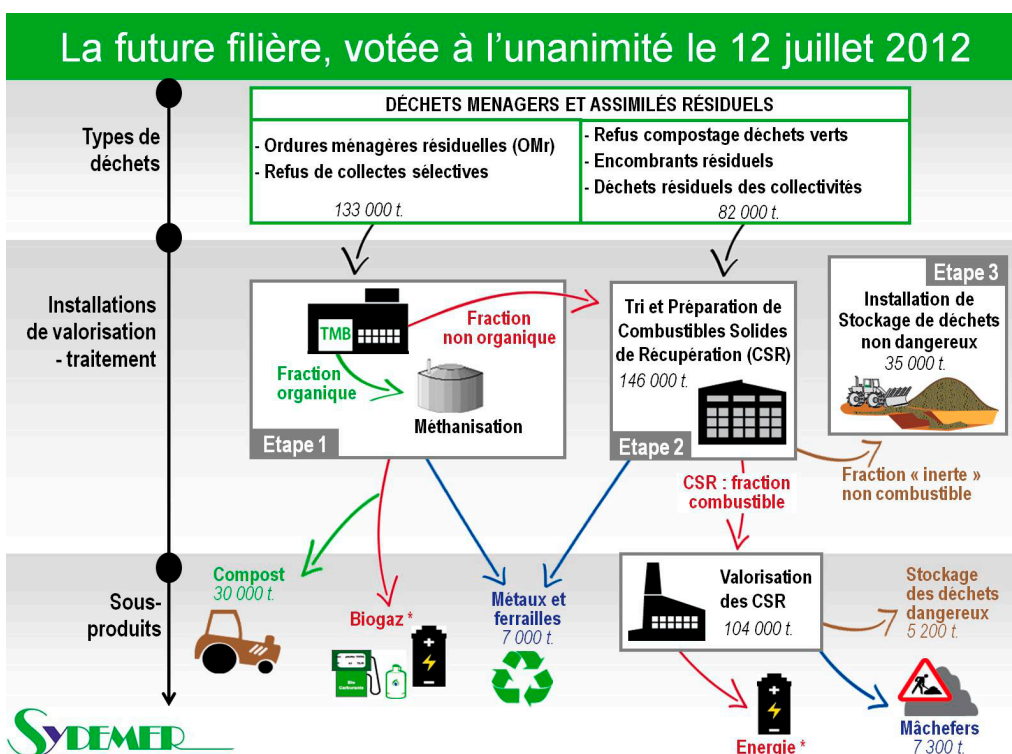 La future filière, votée à l'unanimité le 12 juillet 2012
Types de
déchets
DÉCHETS MENAGERS ET ASSIMILÉS RÉSIDUELS
- Ordures ménagères résiduelles (OMr)
- Refus de collectes sélectives
133 000 t.
- Refus compostage déchets verts
- Encombrants résiduels
- Déchets résiduels des collectivités
82 000 t.
Installations
de valorisation
- traitement
TMB
Fraction
non organique
Fraction
organique
Méthanisation
Etape 1
Tri et Préparation de
Combustibles Solides
de Récupération (CSR)
146 000 t.
Etape 2
Etape 3
Installation de
Stockage de déchets
non dangereux
35 000 t.
CSR : fraction
combustible
Fraction « inerte »
non combustible
Sous-
produits
Compost
30 000 t.
Biogaz *
Bio
Carburants
Métaux et
ferrailles
7 000 t.
Valorisation
des CSR
104 000 t.
Stockage
des déchets
dangereux
5 200 t.
Energie *
Mâchefers
7 300 t.
SYDEMER